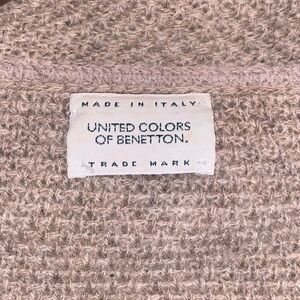 MADE IN ITALY
UNITED COLORS
OF BENETTON.
TRADE MARK